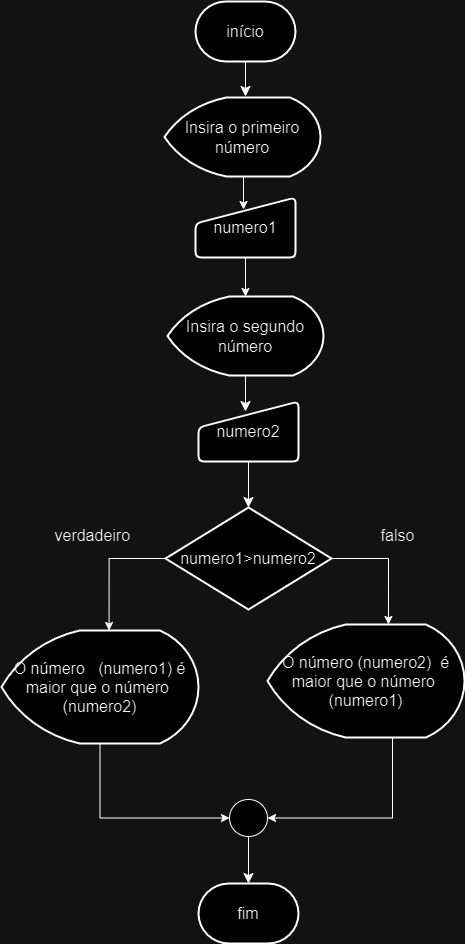 início
Insira o primeiro
número
numero1
Insira o segundo
número
numero2
numero1>numero2
verdadeiro
falso
O número (numero1) é
maior que o número
(numero2)
O número (numero2) é
maior que o número
(numero1)
fim